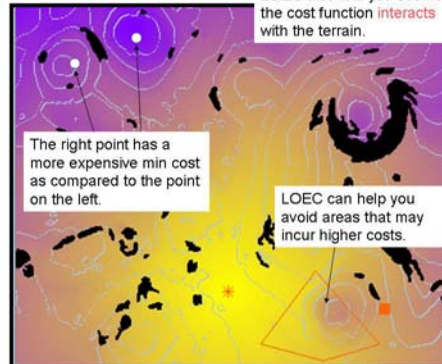 the cost function interacts
with the terrain.
The right point has a
more expensive min cost
as compared to the point
on the left.
LOEC can help you
avoid areas that may
incur higher costs.